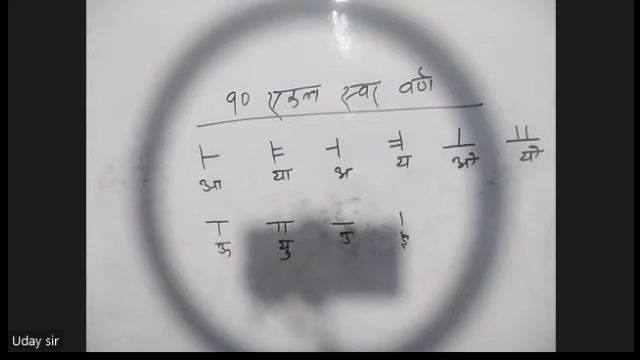 १० एकल स्वर वर्ण
ㅏ ㅑ ㅓ ㅕ ㅗ ㅛ
आ या अ य ओ यो
ㅜ ㅠ ㅡ ㅣ
ऊ यु उ ई
Uday sir